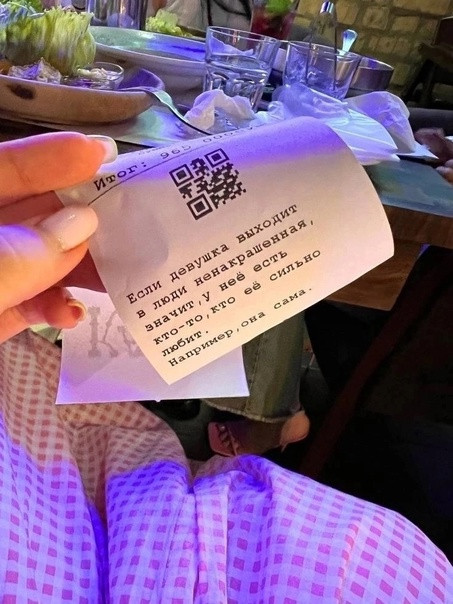 Итог: 965 000
Если девушка выходит
в люди ненакрашенная,
значит,у неё есть
кто-то,кто её сильно
любит.
Например,она сама.